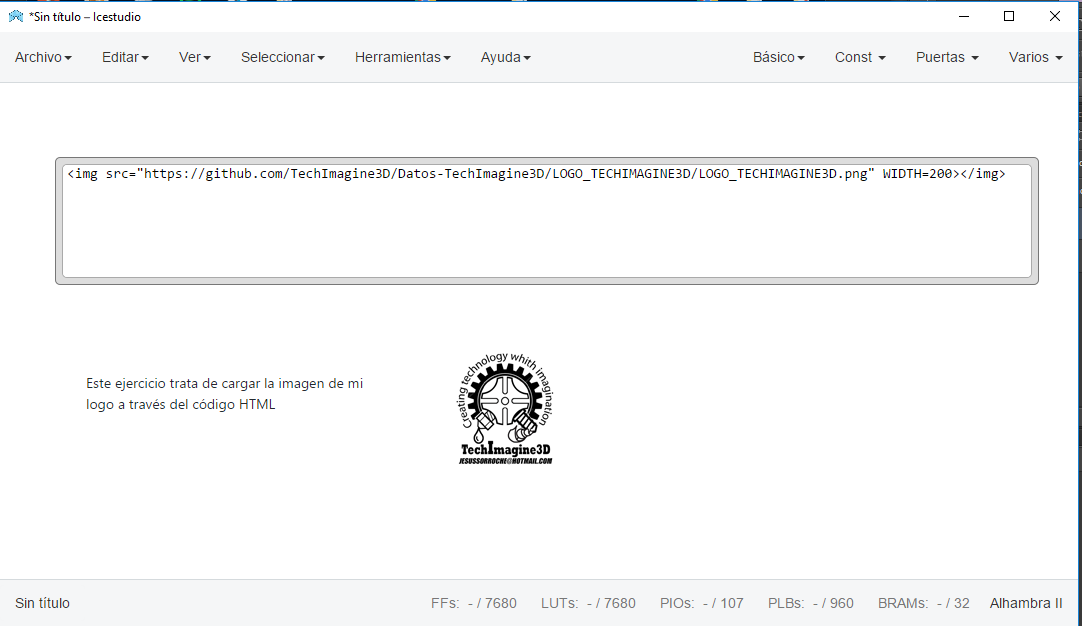 *Sin título – Icestudio
Archivo Editar Ver Seleccionar Herramientas Ayuda Básico Const Puertas Varios
<img src="https://github.com/TechImagine3D/Datos-TechImagine3D/LOGO_TECHIMAGINE3D/LOGO_TECHIMAGINE3D.png" WIDTH=200></img>
Este ejercicio trata de cargar la imagen de mi
logo a través del código HTML
Creating technology whith imagination
TechImagine3D
JESUSSORROCHE@HOTMAIL.COM
Sin título FFs: - / 7680 LUTs: - / 7680 PIOs: - / 107 PLBs: - / 960 BRAMs: - / 32 Alhambra II